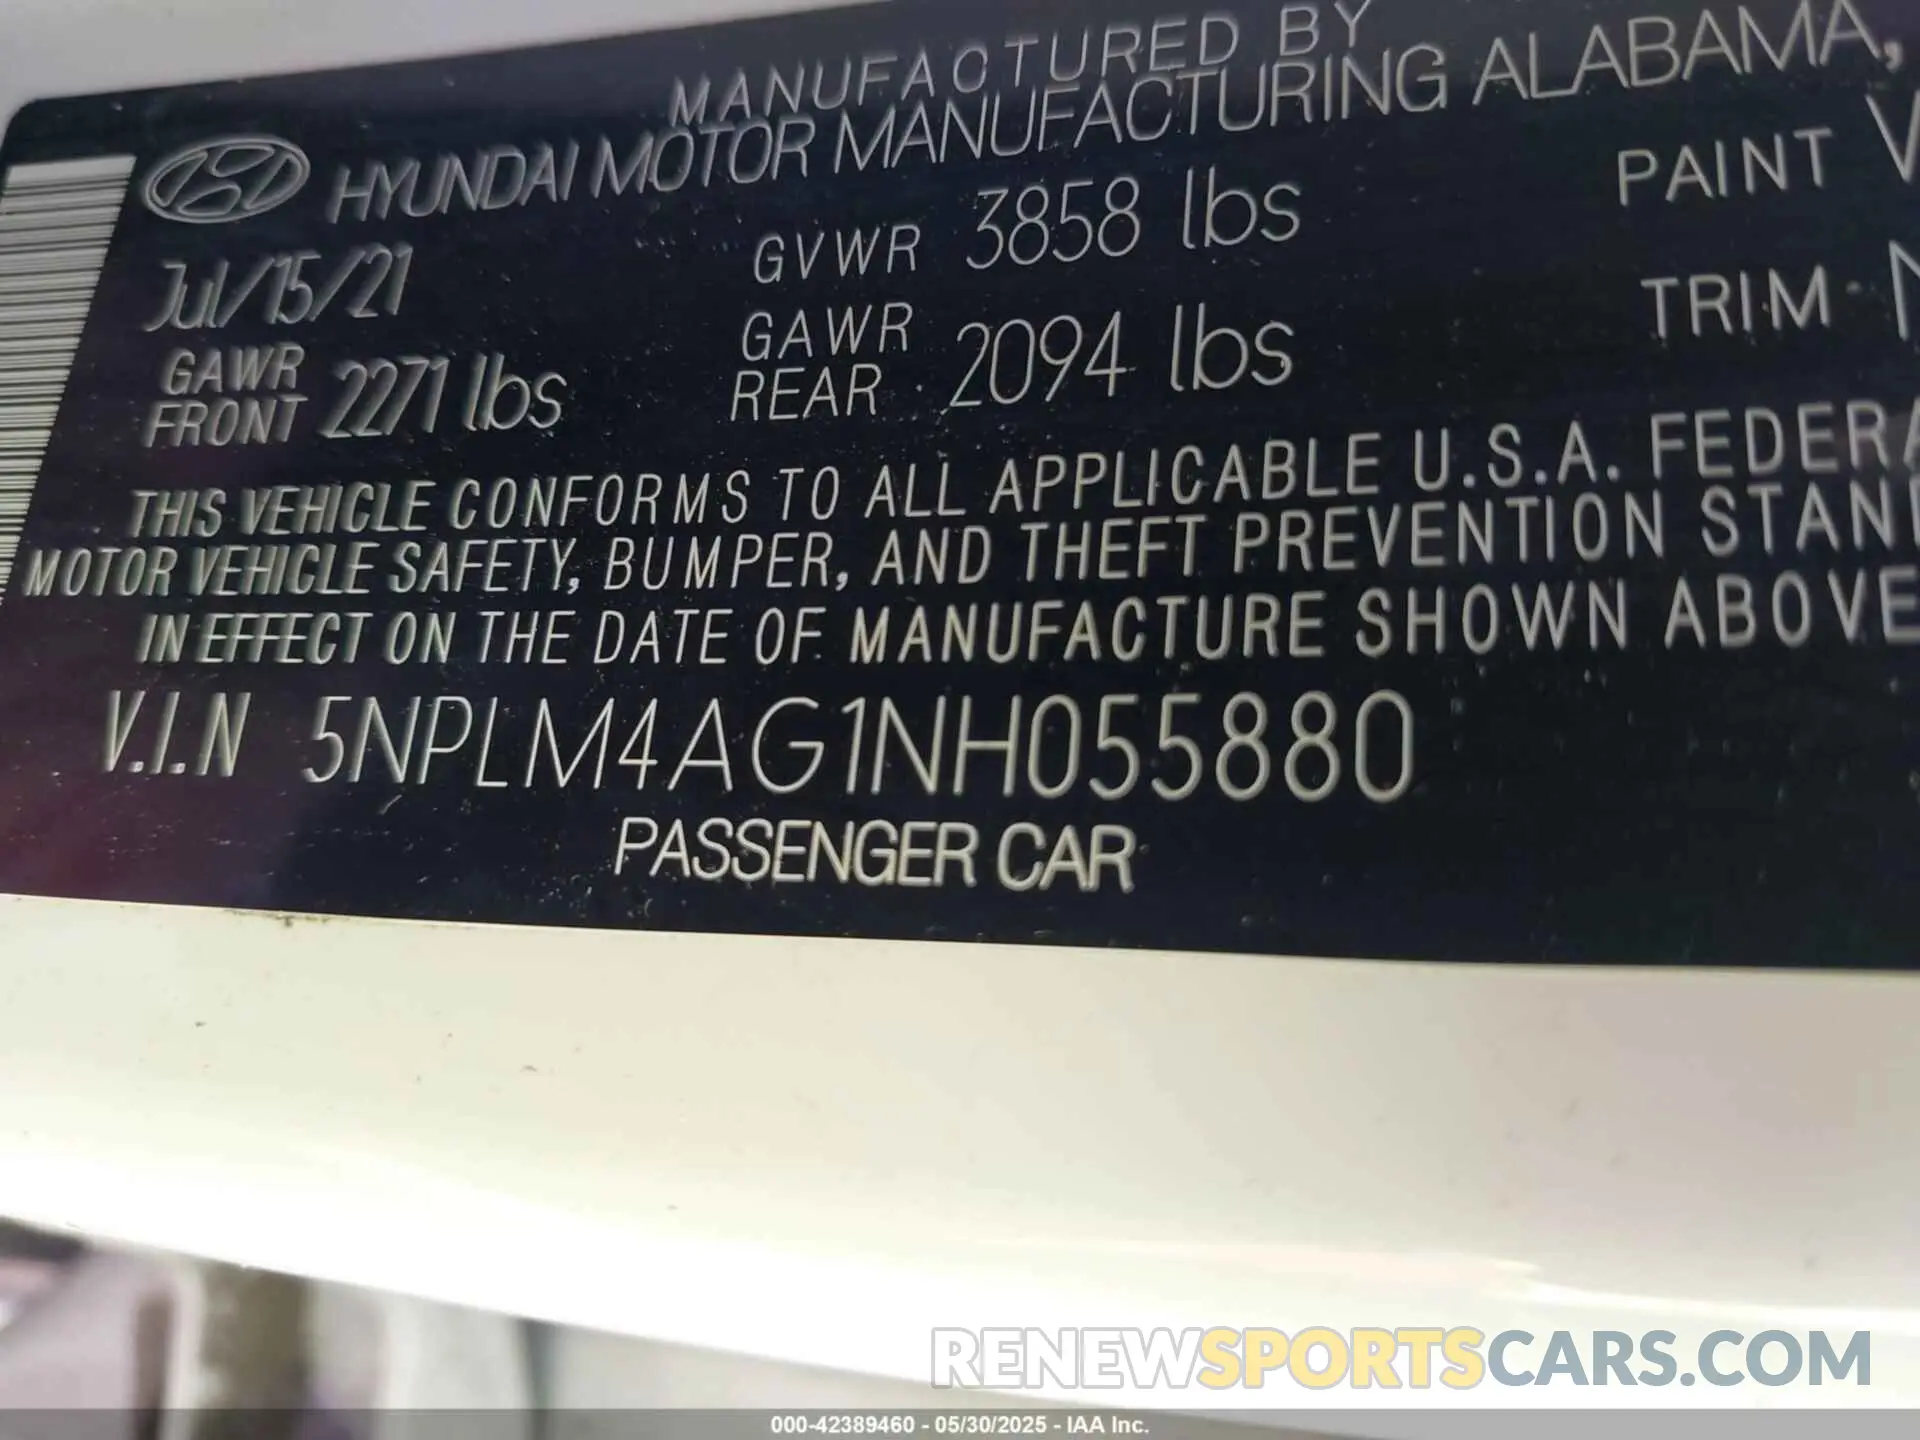 MANUFACTURED BY
HYUNDAI MOTOR MANUFACTURING ALABAMA,
Jul/15/21 GVWR 3858 lbs PAINT
GAWR FRONT 2271 lbs GAWR REAR 2094 lbs TRIM
THIS VEHICLE CONFORMS TO ALL APPLICABLE U.S.A. FEDERA
MOTOR VEHICLE SAFETY, BUMPER, AND THEFT PREVENTION STAN
IN EFFECT ON THE DATE OF MANUFACTURE SHOWN ABOVE
V.I.N 5NPLM4AG1NH055880
PASSENGER CAR
RENEWSPORTSCARS.COM
000-42389460 - 05/30/2025 - IAA Inc.